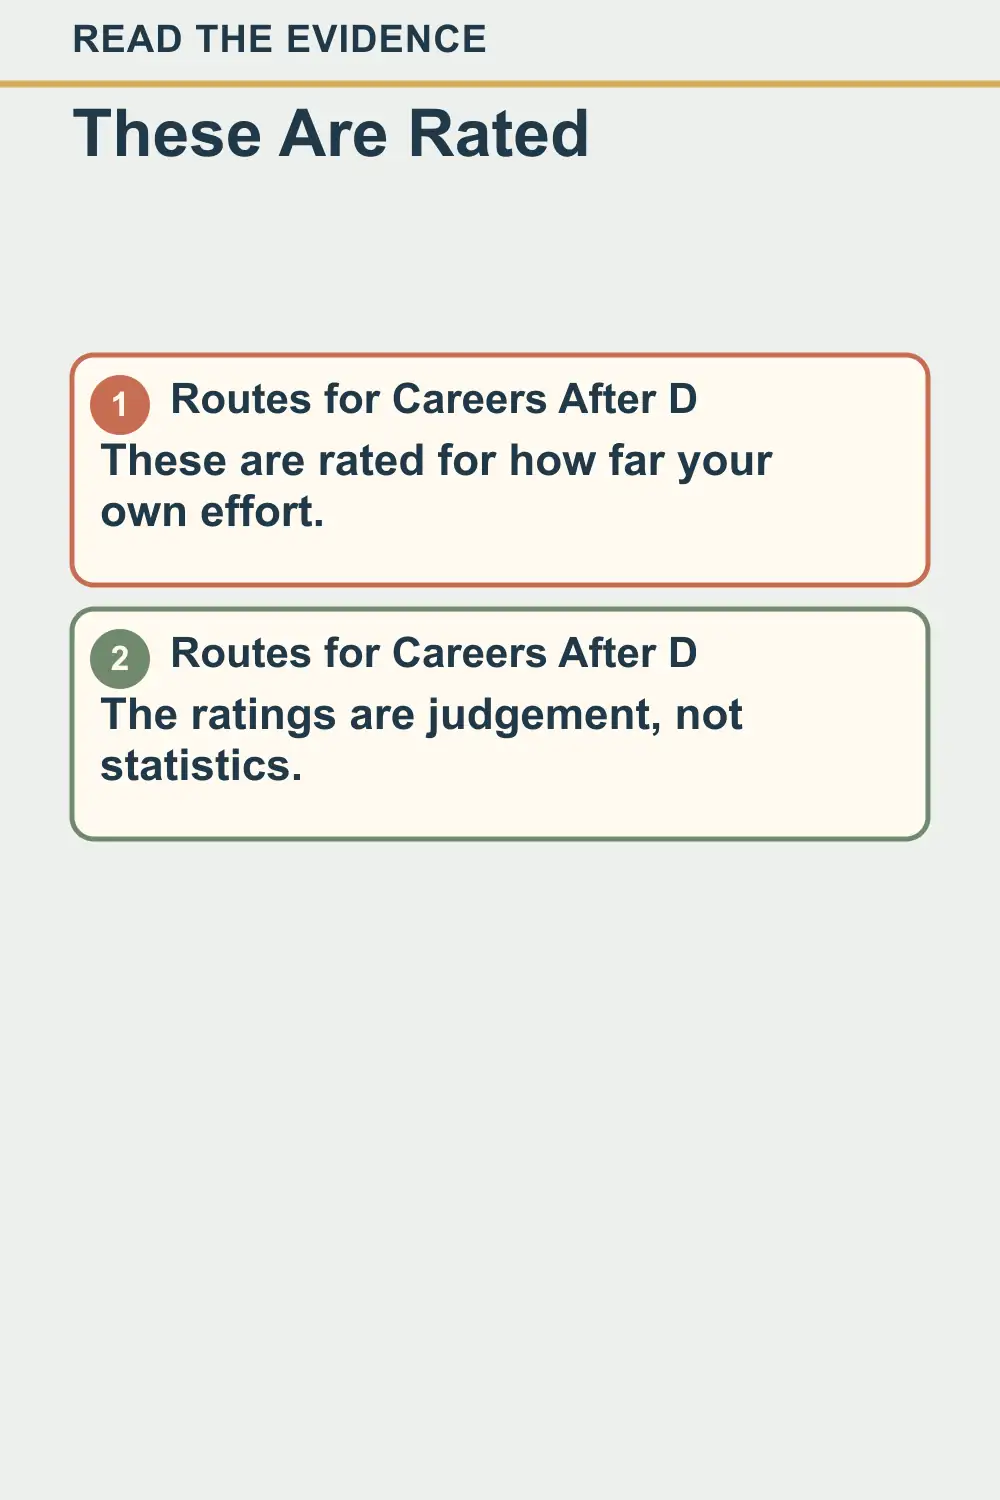 READ THE EVIDENCE
These Are Rated
1
Routes for Careers After D
These are rated for how far your
own effort.
2
Routes for Careers After D
The ratings are judgement, not
statistics.